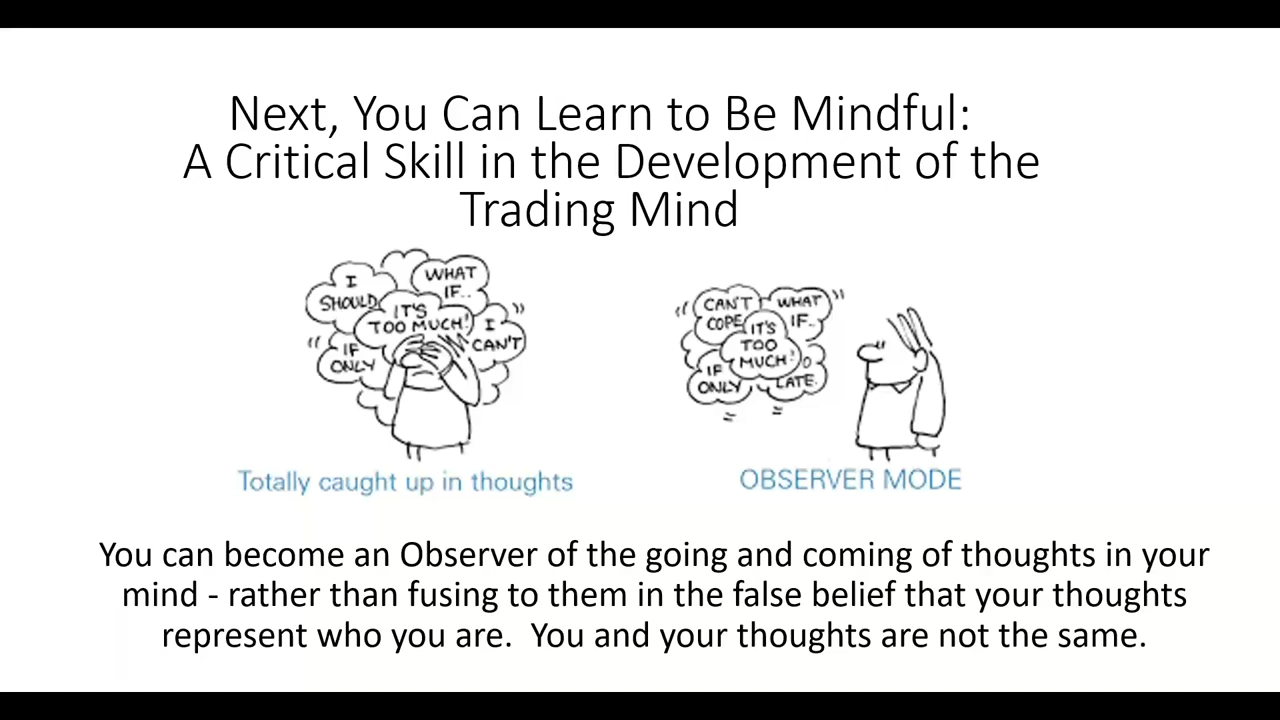 Next, You Can Learn to Be Mindful:
A Critical Skill in the Development of the
Trading Mind
I
SHOULD
WHAT
IF..
IT'S
TOO MUCH!
I
CAN'T
IF
ONLY
Totally caught up in thoughts
CAN'T
COPE
WHAT
IF..
IT'S
TOO
MUCH!
IF
ONLY
O
LATE.
OBSERVER MODE
You can become an Observer of the going and coming of thoughts in your
mind - rather than fusing to them in the false belief that your thoughts
represent who you are.  You and your thoughts are not the same.